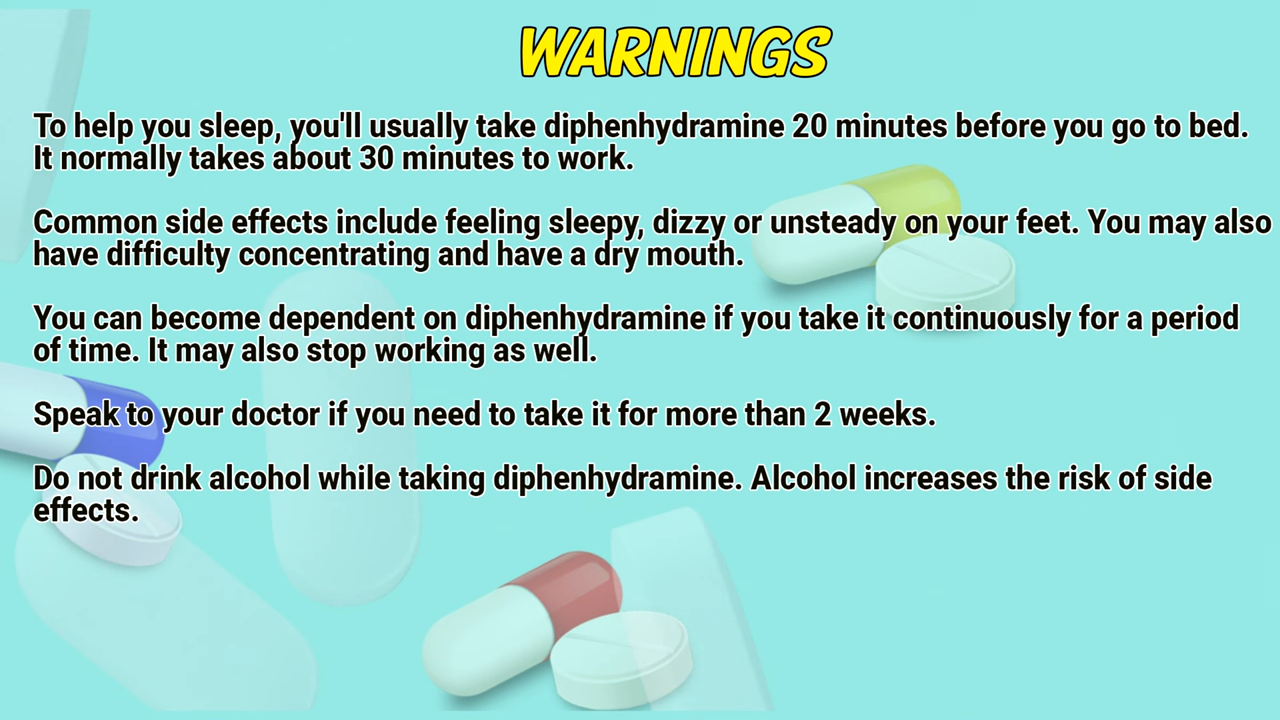 WARNINGS
To help you sleep, you'll usually take diphenhydramine 20 minutes before you go to bed.
It normally takes about 30 minutes to work.
Common side effects include feeling sleepy, dizzy or unsteady on your feet. You may also
have difficulty concentrating and have a dry mouth.
You can become dependent on diphenhydramine if you take it continuously for a period
of time. It may also stop working as well.
Speak to your doctor if you need to take it for more than 2 weeks.
Do not drink alcohol while taking diphenhydramine. Alcohol increases the risk of side
effects.